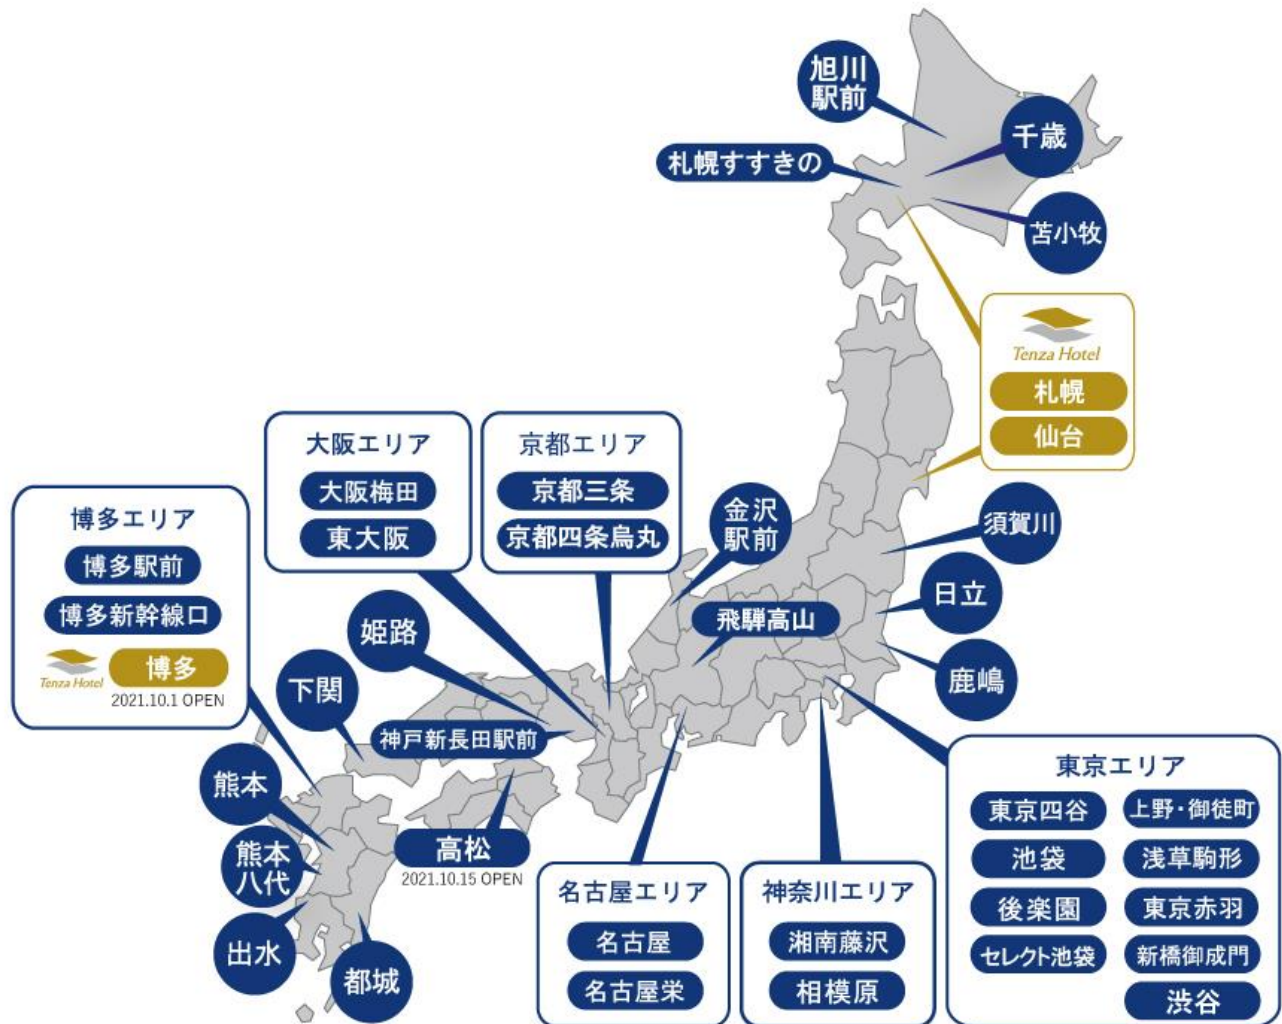 旭川
駅前
千歳
札幌すすきの
苫小牧
Tenza Hotel
札幌
仙台
大阪エリア
大阪梅田
東大阪
京都エリア
京都三条
京都四条烏丸
金沢
駅前
須賀川
博多エリア
博多駅前
博多新幹線口
Tenza Hotel
博多
2021.10.1 OPEN
日立
飛騨高山
姫路
鹿嶋
下関
神戸新長田駅前
熊本
高松
2021.10.15 OPEN
熊本
八代
出水
都城
名古屋エリア
名古屋
名古屋栄
神奈川エリア
湘南藤沢
相模原
東京エリア
東京四谷
上野・御徒町
池袋
浅草駒形
後楽園
東京赤羽
セレクト池袋
新橋御成門
渋谷